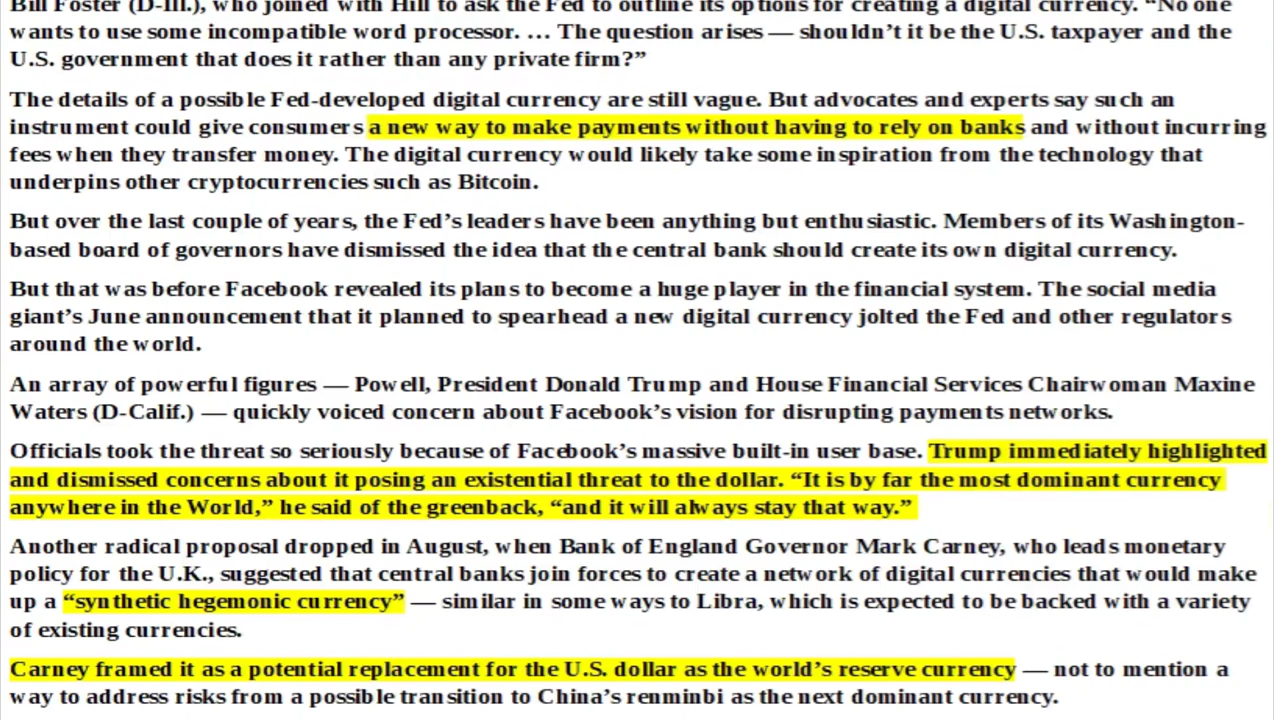 Bill Foster (D-Ill.), who joined with Hill to ask the Fed to outline its options for creating a digital currency. “No one
wants to use some incompatible word processor. … The question arises — shouldn’t it be the U.S. taxpayer and the
U.S. government that does it rather than any private firm?”
The details of a possible Fed-developed digital currency are still vague. But advocates and experts say such an
instrument could give consumers a new way to make payments without having to rely on banks and without incurring
fees when they transfer money. The digital currency would likely take some inspiration from the technology that
underpins other cryptocurrencies such as Bitcoin.
But over the last couple of years, the Fed’s leaders have been anything but enthusiastic. Members of its Washington-
based board of governors have dismissed the idea that the central bank should create its own digital currency.
But that was before Facebook revealed its plans to become a huge player in the financial system. The social media
giant’s June announcement that it planned to spearhead a new digital currency jolted the Fed and other regulators
around the world.
An array of powerful figures — Powell, President Donald Trump and House Financial Services Chairwoman Maxine
Waters (D-Calif.) — quickly voiced concern about Facebook’s vision for disrupting payments networks.
Officials took the threat so seriously because of Facebook’s massive built-in user base. Trump immediately highlighted
and dismissed concerns about it posing an existential threat to the dollar. “It is by far the most dominant currency
anywhere in the World,” he said of the greenback, “and it will always stay that way.”
Another radical proposal dropped in August, when Bank of England Governor Mark Carney, who leads monetary
policy for the U.K., suggested that central banks join forces to create a network of digital currencies that would make
up a “synthetic hegemonic currency” — similar in some ways to Libra, which is expected to be backed with a variety
of existing currencies.
Carney framed it as a potential replacement for the U.S. dollar as the world’s reserve currency — not to mention a
way to address risks from a possible transition to China’s renminbi as the next dominant currency.